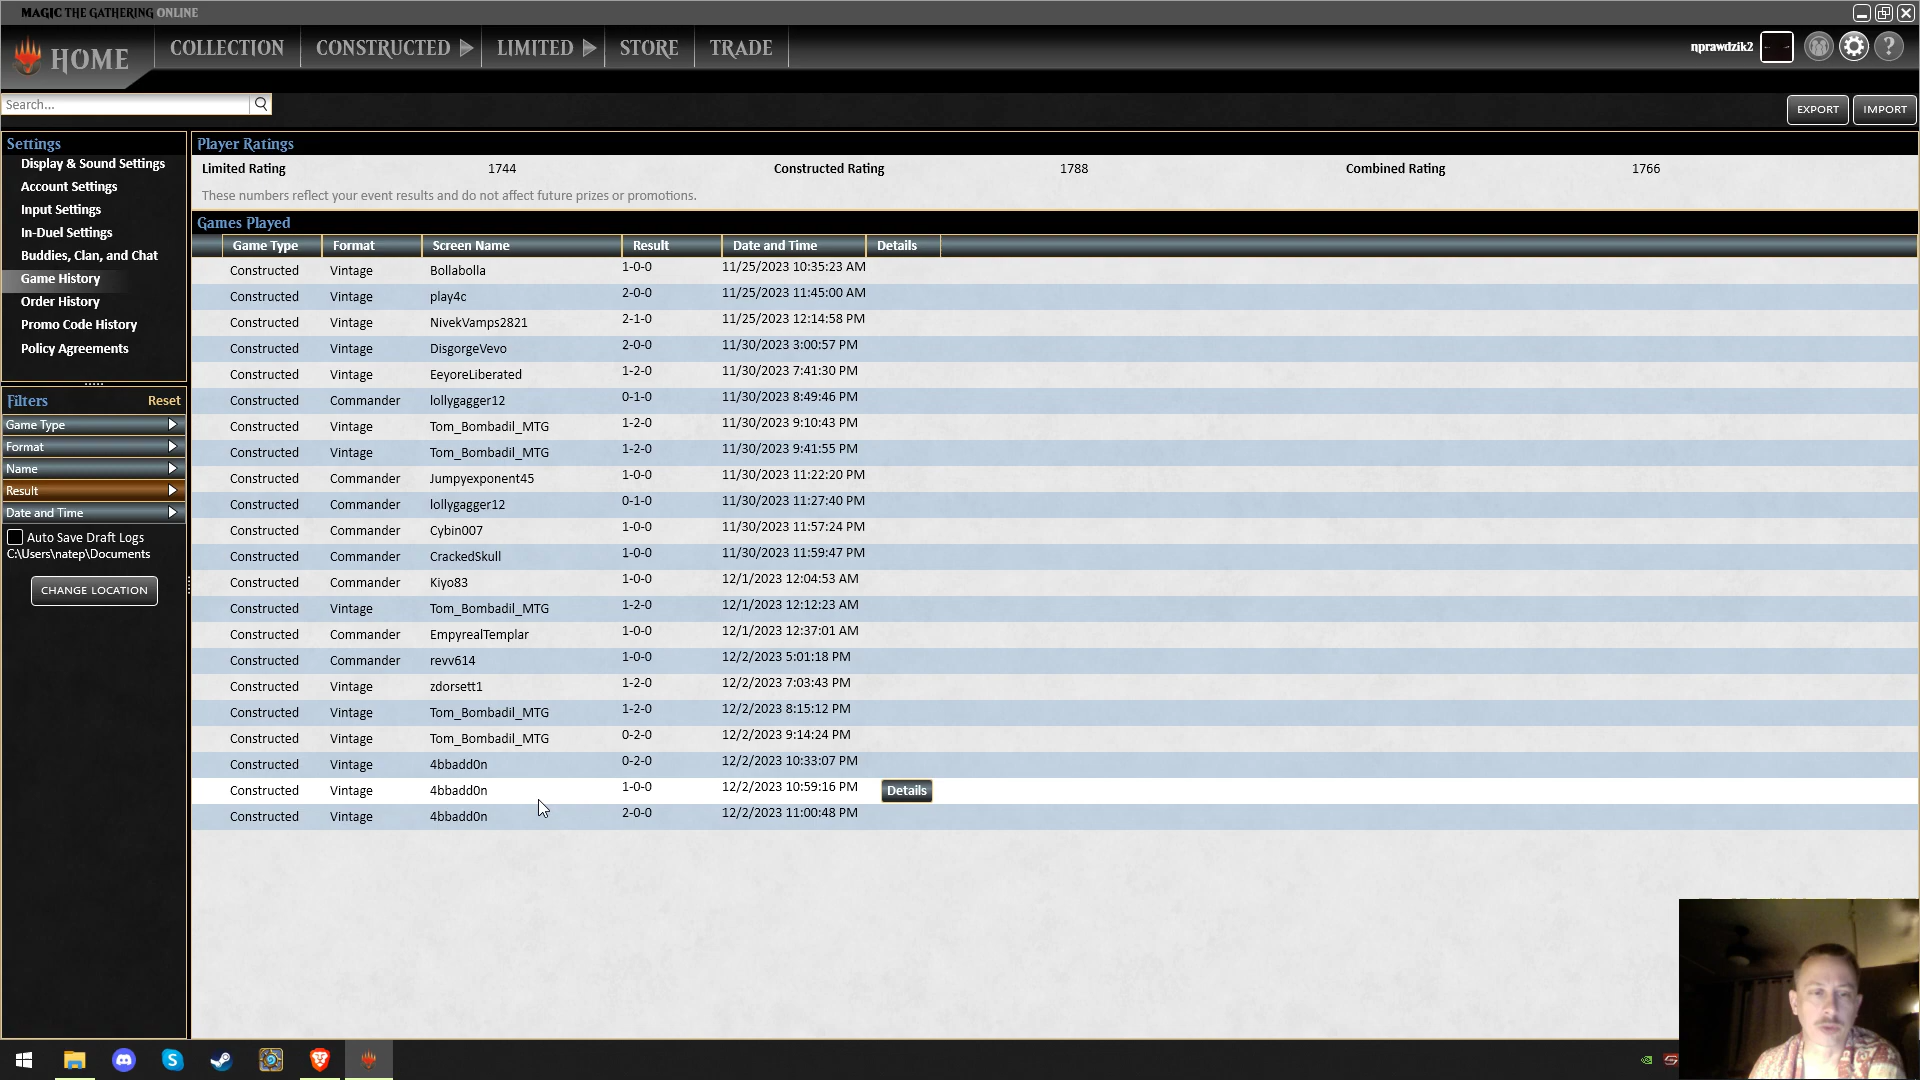 MAGIC THE GATHERING ONLINE
HOME COLLECTION CONSTRUCTED LIMITED STORE TRADE nprawdzik2 ?
Search... EXPORT IMPORT
Settings
Display & Sound Settings
Account Settings
Input Settings
In-Duel Settings
Buddies, Clan, and Chat
Game History
Order History
Promo Code History
Policy Agreements
Filters Reset
Game Type
Format
Name
Result
Date and Time
Auto Save Draft Logs
C:\Users\natep\Documents
CHANGE LOCATION
Player Ratings
Limited Rating 1744 Constructed Rating 1788 Combined Rating 1766
These numbers reflect your event results and do not affect future prizes or promotions.
Games Played
Game Type Format Screen Name Result Date and Time Details
Constructed Vintage Bollabolla 1-0-0 11/25/2023 10:35:23 AM
Constructed Vintage play4c 2-0-0 11/25/2023 11:45:00 AM
Constructed Vintage NivekVamps2821 2-1-0 11/25/2023 12:14:58 PM
Constructed Vintage DisgorgeVevo 2-0-0 11/30/2023 3:00:57 PM
Constructed Vintage EeyoreLiberated 1-2-0 11/30/2023 7:41:30 PM
Constructed Commander lollygagger12 0-1-0 11/30/2023 8:49:46 PM
Constructed Vintage Tom_Bombadil_MTG 1-2-0 11/30/2023 9:10:43 PM
Constructed Vintage Tom_Bombadil_MTG 1-2-0 11/30/2023 9:41:55 PM
Constructed Commander Jumpyexponent45 1-0-0 11/30/2023 11:22:20 PM
Constructed Commander lollygagger12 0-1-0 11/30/2023 11:27:40 PM
Constructed Commander Cybin007 1-0-0 11/30/2023 11:57:24 PM
Constructed Commander CrackedSkull 1-0-0 11/30/2023 11:59:47 PM
Constructed Commander Kiyo83 1-0-0 12/1/2023 12:04:53 AM
Constructed Vintage Tom_Bombadil_MTG 1-2-0 12/1/2023 12:12:23 AM
Constructed Commander EmpyrealTemplar 1-0-0 12/1/2023 12:37:01 AM
Constructed Commander revv614 1-0-0 12/2/2023 5:01:18 PM
Constructed Vintage zdorsett1 1-2-0 12/2/2023 7:03:43 PM
Constructed Vintage Tom_Bombadil_MTG 1-2-0 12/2/2023 8:15:12 PM
Constructed Vintage Tom_Bombadil_MTG 0-2-0 12/2/2023 9:14:24 PM
Constructed Vintage 4bbadd0n 0-2-0 12/2/2023 10:33:07 PM
Constructed Vintage 4bbadd0n 1-0-0 12/2/2023 10:59:16 PM Details
Constructed Vintage 4bbadd0n 2-0-0 12/2/2023 11:00:48 PM